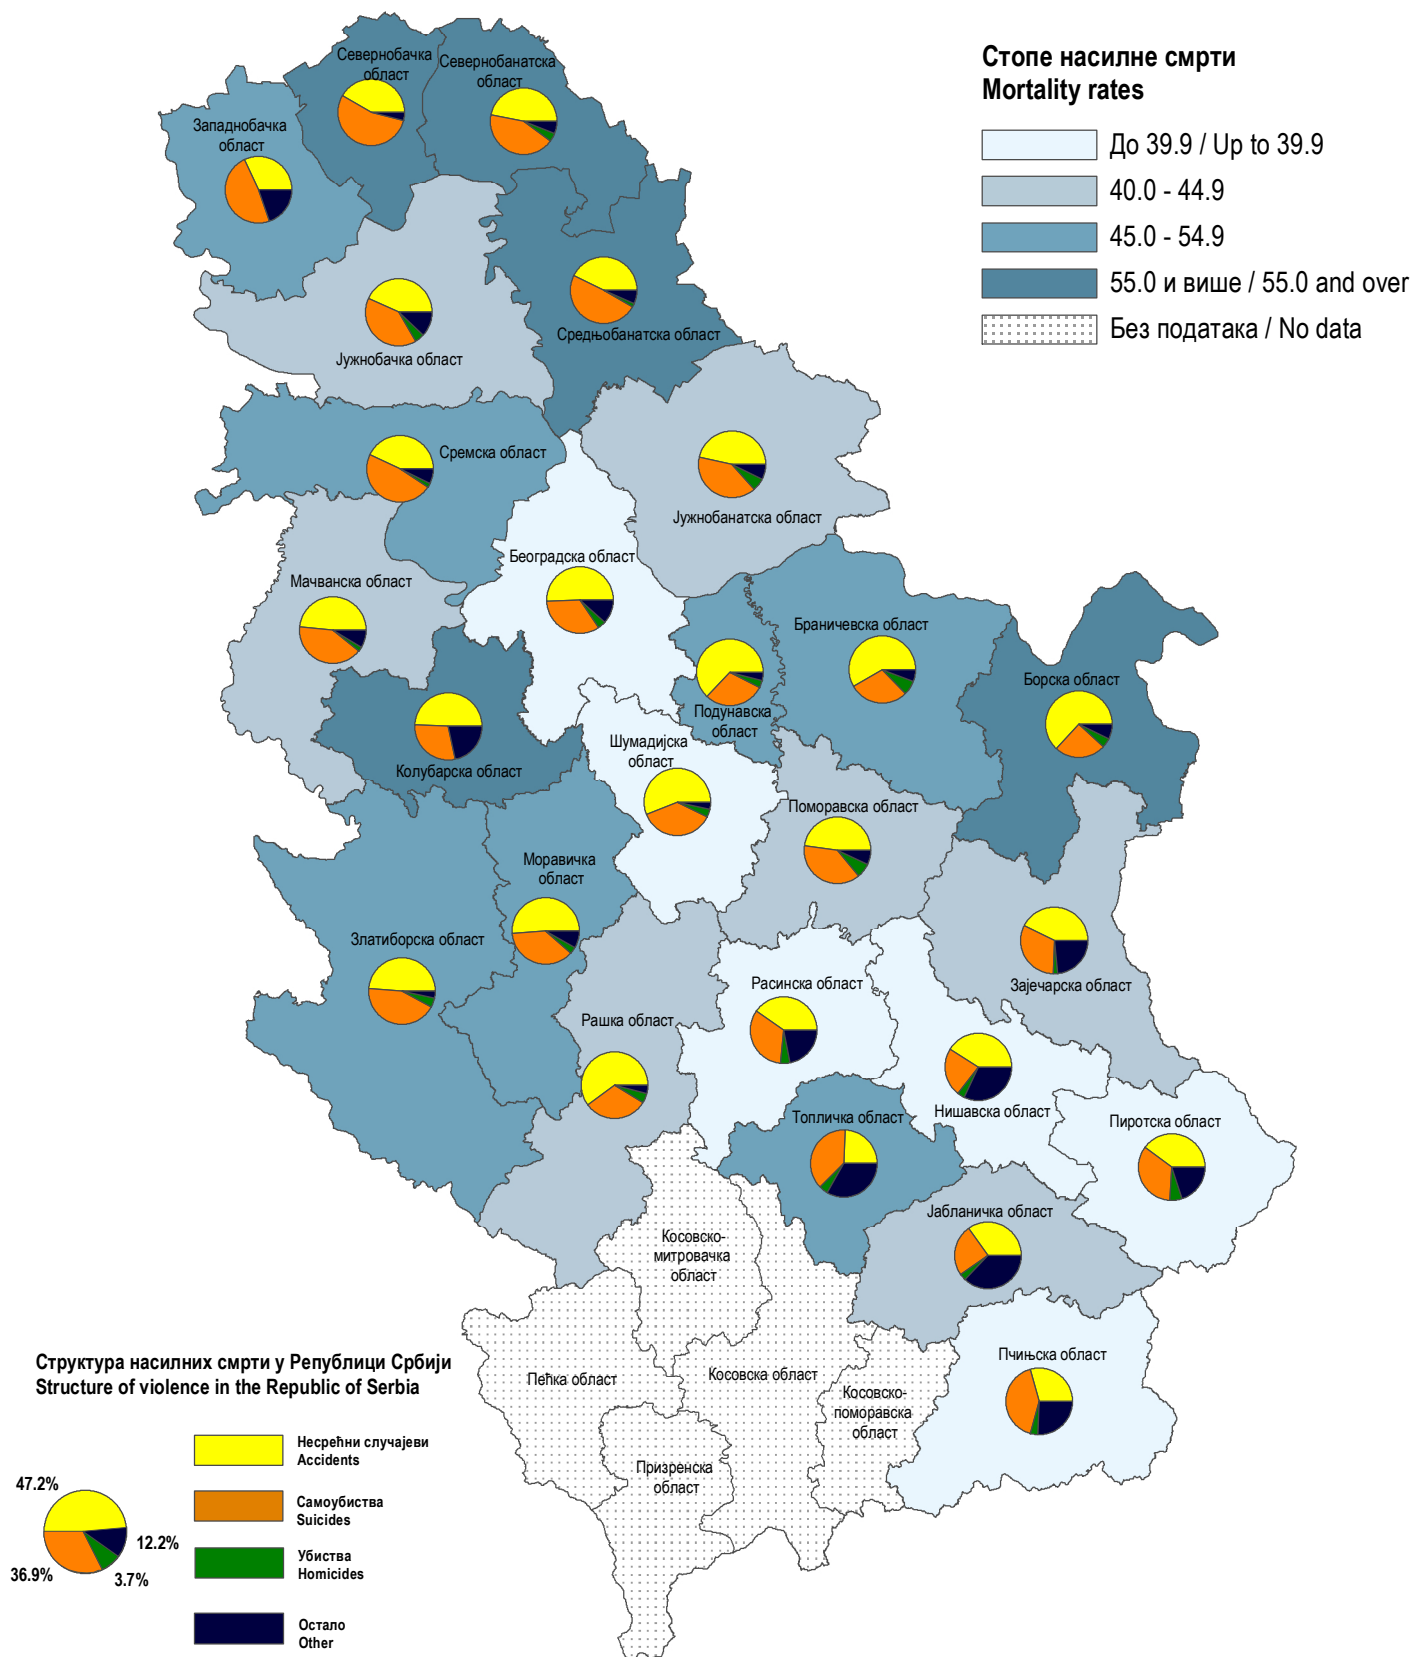 Стопе насилне смрти
Mortality rates
До 39.9 / Up to 39.9
40.0 - 44.9
45.0 - 54.9
55.0 и више / 55.0 and over
Без података / No data
Севернобачка
област
Севернобанатска
област
Западнобачка
област
Средњобанатска област
Јужнобачка област
Сремска област
Јужнобанатска област
Београдска област
Мачванска област
Браничевска област
Борска област
Подунавска
област
Шумадијска
област
Колубарска област
Поморавска област
Моравичка
област
Златиборска област
Расинска област
Зајечарска област
Рашка област
Нишавска област
Топличка област
Пиротска област
Јабланичка област
Косовско-
митровачка
област
Пчињска област
Пећка област
Косовска област
Косовско-
поморавска
област
Призренска
област
Структура насилних смрти у Републици Србији
Structure of violence in the Republic of Serbia
Несрећни случајеви
Accidents
47.2%
Самоубиства
Suicides
12.2%
36.9%
3.7%
Убиства
Homicides
Остало
Other